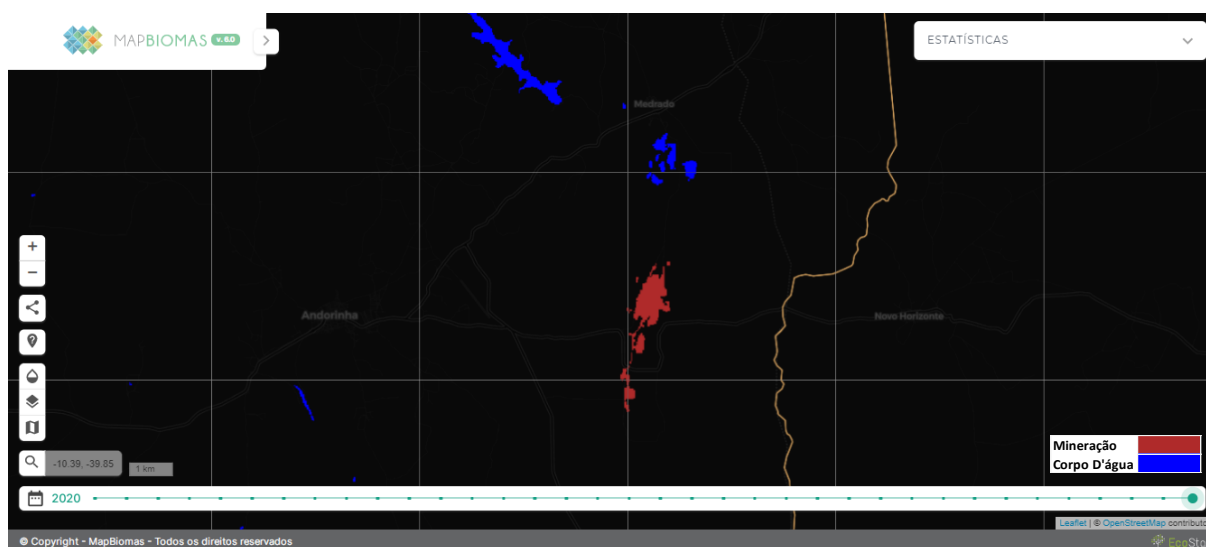 MAPBIOMAS v. 6.0 >
ESTATÍSTICAS
Medrado
Andorinha
Novo Horizonte
+
−
-10.39, -39.85
1 km
Mineração
Corpo D'água
2020
Leaflet | © OpenStreetMap contributo
© Copyright - MapBiomas - Todos os direitos reservados
EcoSto